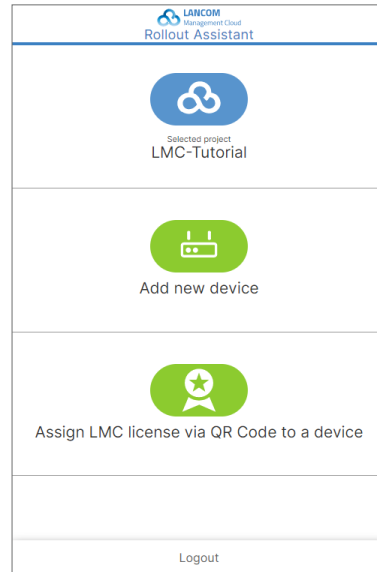 LANCOM
Management Cloud
Rollout Assistant
Selected project
LMC-Tutorial
Add new device
Assign LMC license via QR Code to a device
Logout